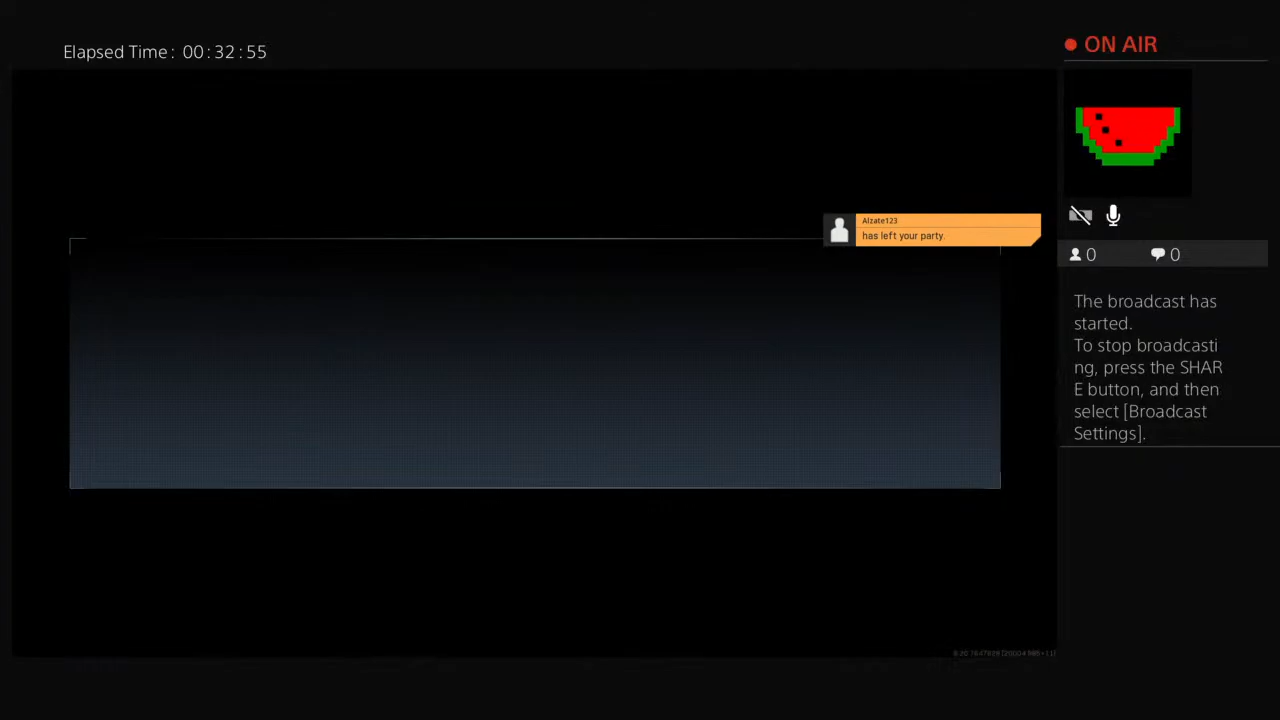 Elapsed Time: 00:32:55
ON AIR
Alzate123
has left your party.
0 0
The broadcast has
started.
To stop broadcasti
ng, press the SHAR
E button, and then
select [Broadcast
Settings].